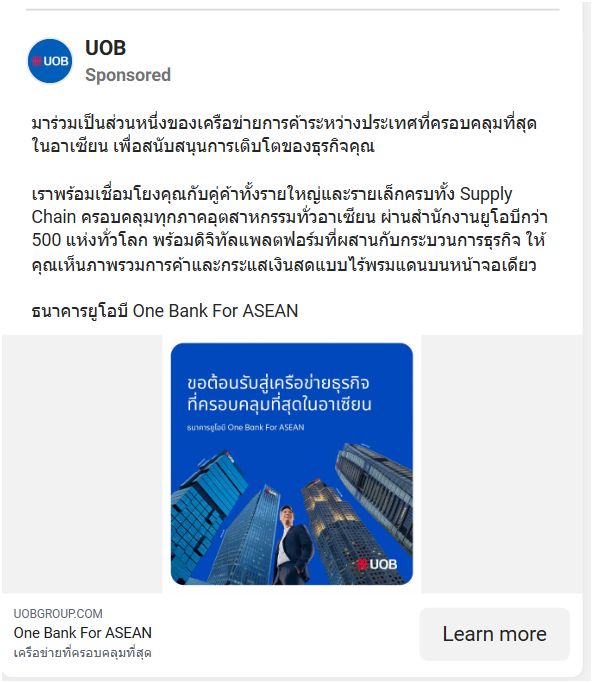 UOB
UOB
Sponsored
มาร่วมเป็นส่วนหนึ่งของเครือข่ายการค้าระหว่างประเทศที่ครอบคลุมที่สุด
ในอาเซียน เพื่อสนับสนุนการเติบโตของธุรกิจคุณ
เราพร้อมเชื่อมโยงคุณกับคู่ค้าทั้งรายใหญ่และรายเล็กครบทั้ง Supply
Chain ครอบคลุมทุกภาคอุตสาหกรรมทั่วอาเซียน ผ่านสำนักงานยูโอบีกว่า
500 แห่งทั่วโลก พร้อมดิจิทัลแพลตฟอร์มที่ผสานกับกระบวนการธุรกิจ ให้
คุณเห็นภาพรวมการค้าและกระแสเงินสดแบบไร้พรมแดนบนหน้าจอเดียว
ธนาคารยูโอบี One Bank For ASEAN
ขอต้อนรับสู่เครือข่ายธุรกิจ
ที่ครอบคลุมที่สุดในอาเซียน
ธนาคารยูโอบี One Bank For ASEAN
UOB
UOBGROUP.COM
One Bank For ASEAN
เครือข่ายที่ครอบคลุมที่สุด
Learn more